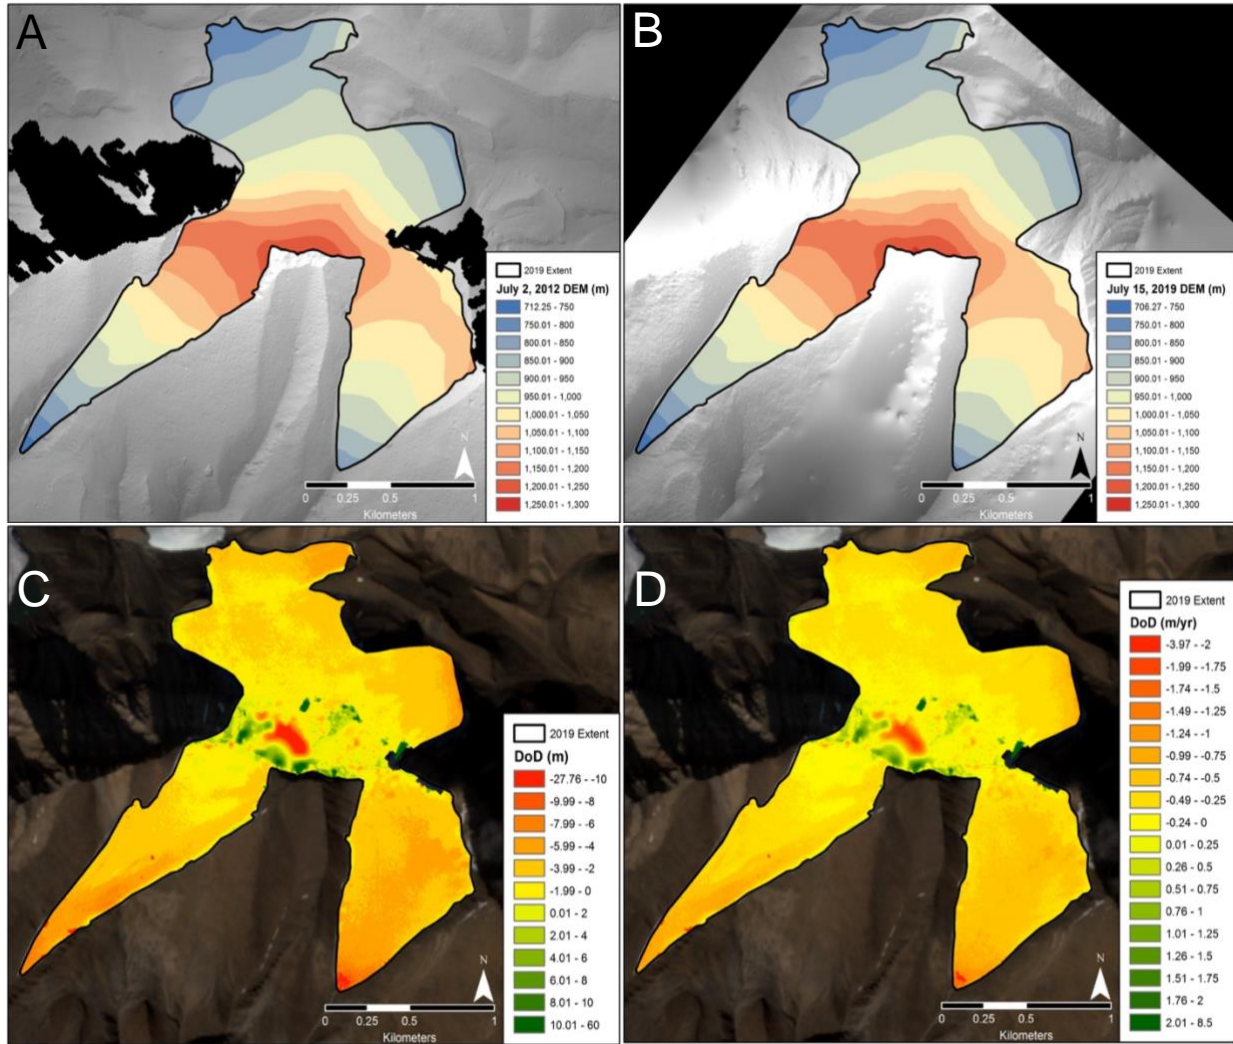 A
2019 Extent
July 2, 2012 DEM (m)
712.25 - 750
750.01 - 800
800.01 - 850
850.01 - 900
900.01 - 950
950.01 - 1,000
1,000.01 - 1,050
1,050.01 - 1,100
1,100.01 - 1,150
1,150.01 - 1,200
1,200.01 - 1,250
1,250.01 - 1,300
N
0 0.25 0.5 1
Kilometers
B
2019 Extent
July 15, 2019 DEM (m)
706.27 - 750
750.01 - 800
800.01 - 850
850.01 - 900
900.01 - 950
950.01 - 1,000
1,000.01 - 1,050
1,050.01 - 1,100
1,100.01 - 1,150
1,150.01 - 1,200
1,200.01 - 1,250
1,250.01 - 1,300
N
0 0.25 0.5 1
Kilometers
C
2019 Extent
DoD (m)
-27.76 - -10
-9.99 - -8
-7.99 - -6
-5.99 - -4
-3.99 - -2
-1.99 - 0
0.01 - 2
2.01 - 4
4.01 - 6
6.01 - 8
8.01 - 10
10.01 - 60
N
0 0.25 0.5 1
Kilometers
D
2019 Extent
DoD (m/yr)
-3.97 - -2
-1.99 - -1.75
-1.74 - -1.5
-1.49 - -1.25
-1.24 - -1
-0.99 - -0.75
-0.74 - -0.5
-0.49 - -0.25
-0.24 - 0
0.01 - 0.25
0.26 - 0.5
0.51 - 0.75
0.76 - 1
1.01 - 1.25
1.26 - 1.5
1.51 - 1.75
1.76 - 2
2.01 - 8.5
N
0 0.25 0.5 1
Kilometers